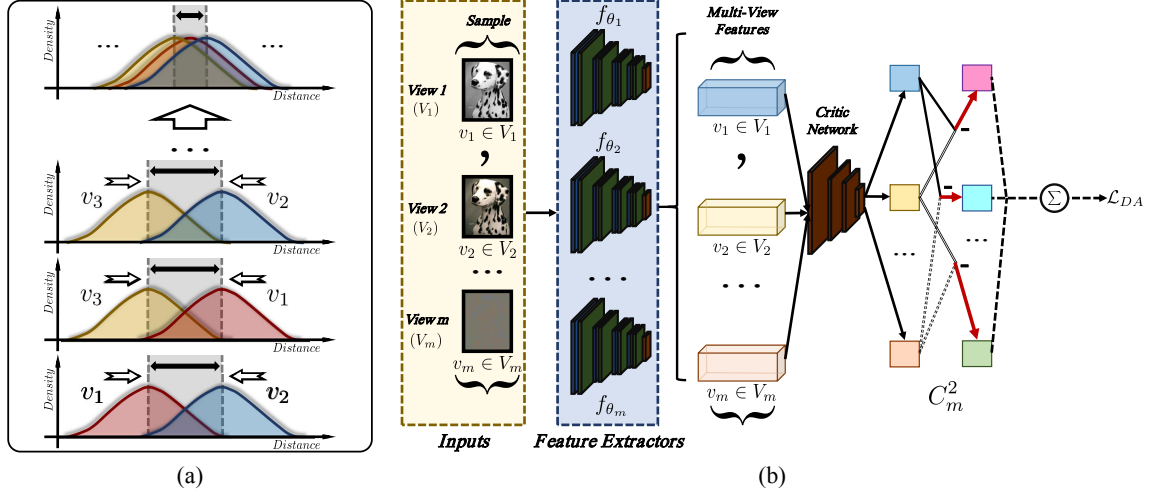 Density
...
...
Distance
...
Density
v3
v2
Distance
Density
v3
v1
Distance
Density
v1
v2
Distance
(a)
Sample
View 1
(V1)
v1 ∈ V1
,
View 2
(V2)
v2 ∈ V2
...
View m
(Vm)
vm ∈ Vm
Inputs
fθ1
fθ2
...
fθm
Feature Extractors
Multi-View
Features
v1 ∈ V1
,
v2 ∈ V2
...
vm ∈ Vm
Critic
Network
...
-
-
-
...
C²m
Σ
ℒDA
(b)